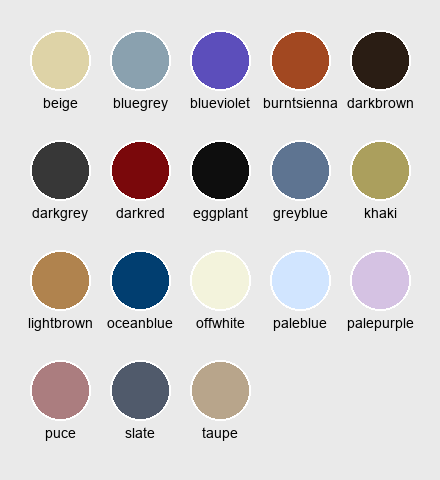 beige bluegrey blueviolet burntsienna darkbrown
darkgrey darkred eggplant greyblue khaki
lightbrown oceanblue offwhite paleblue palepurple
puce slate taupe